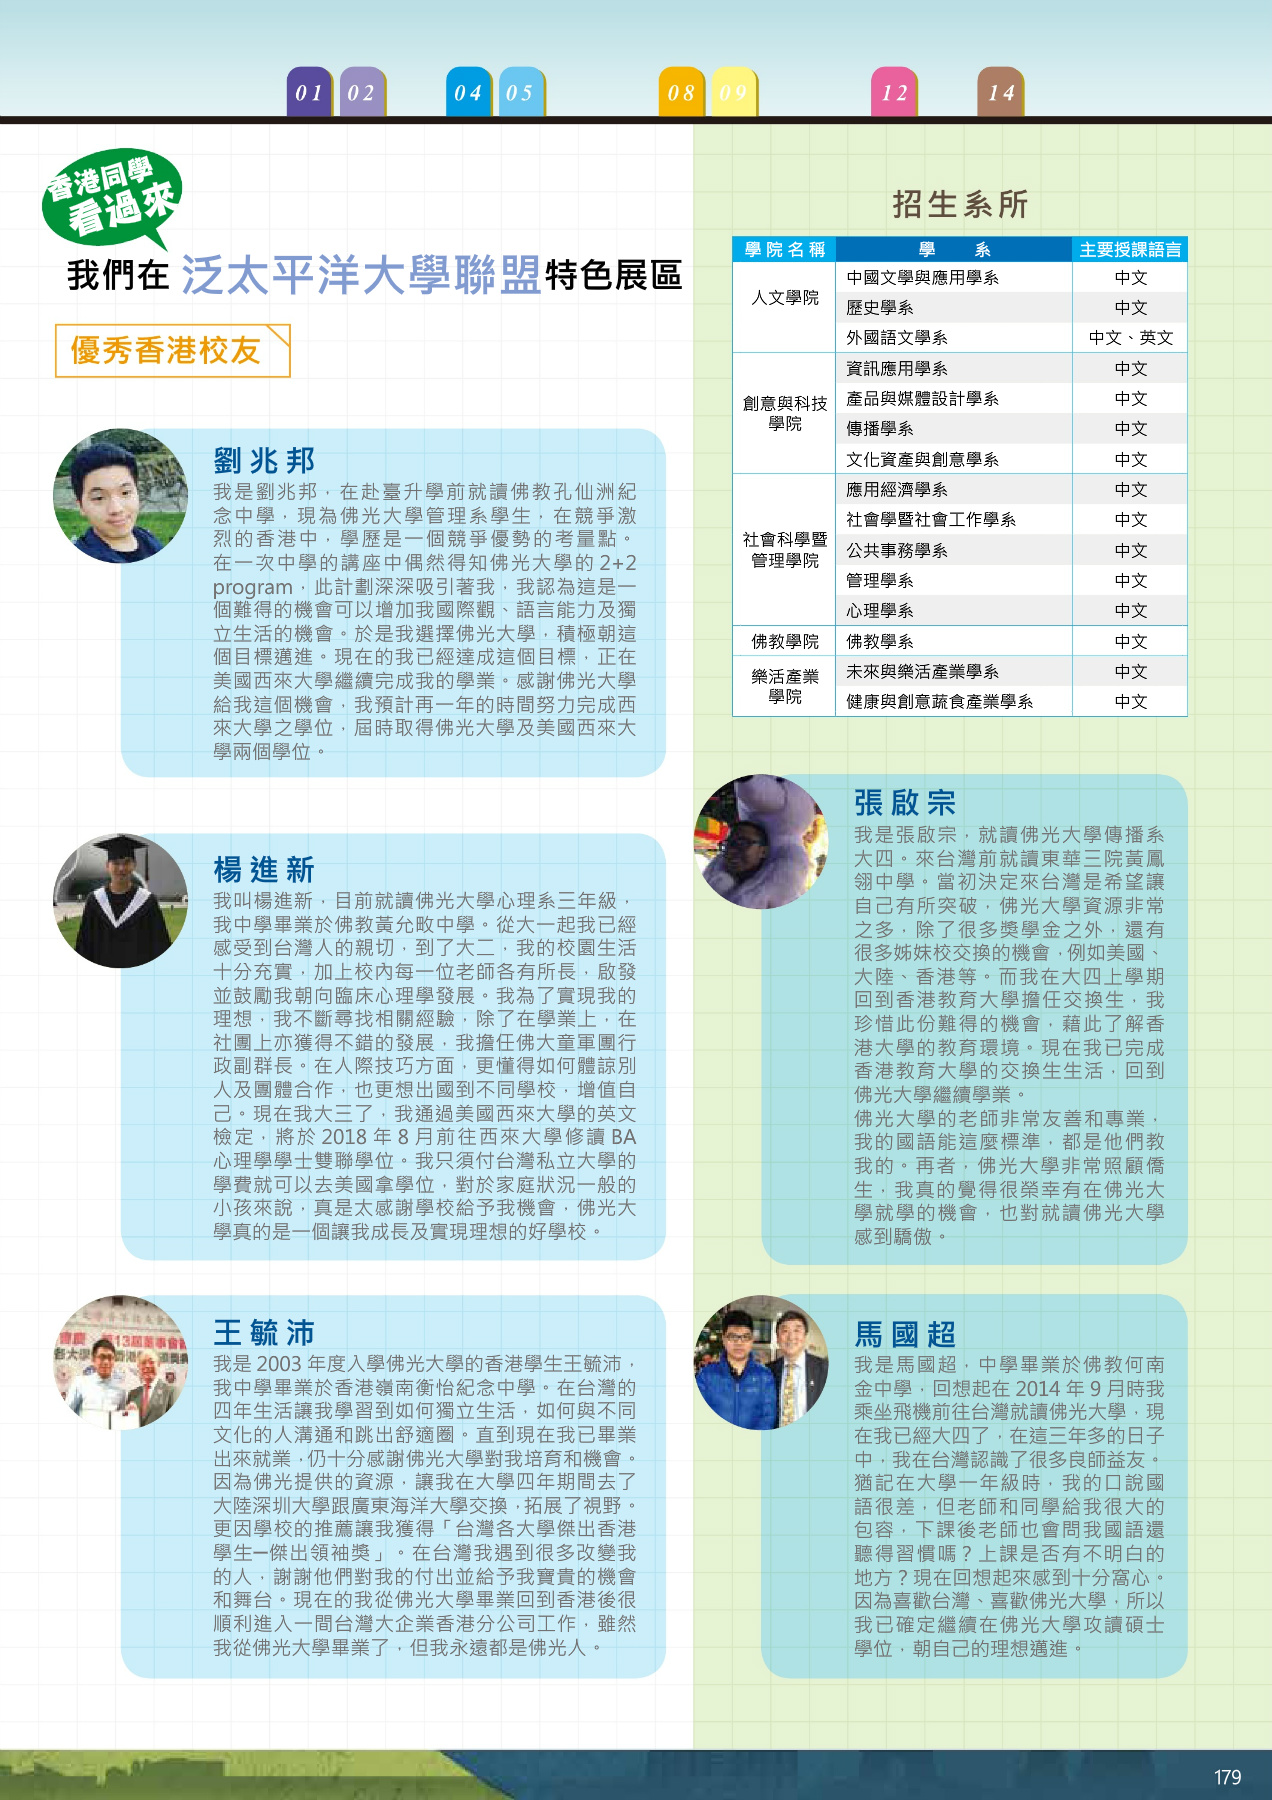 01 02 04 05 08 09 12 14
香港同學
看過來
我們在 泛太平洋大學聯盟特色展區
優秀香港校友
劉兆邦
我是劉兆邦，在赴臺升學前就讀佛教孔仙洲紀
念中學，現為佛光大學管理系學生，在競爭激
烈的香港中，學歷是一個競爭優勢的考量點。
在一次中學的講座中偶然得知佛光大學的 2+2
program，此計劃深深吸引著我，我認為這是一
個難得的機會可以增加我國際觀、語言能力及獨
立生活的機會。於是我選擇佛光大學，積極朝這
個目標邁進。現在的我已經達成這個目標，正在
美國西來大學繼續完成我的學業。感謝佛光大學
給我這個機會，我預計再一年的時間努力完成西
來大學之學位，屆時取得佛光大學及美國西來大
學兩個學位。
楊進新
我叫楊進新，目前就讀佛光大學心理系三年級，
我中學畢業於佛教黃允畋中學。從大一起我已經
感受到台灣人的親切，到了大二，我的校園生活
十分充實，加上校內每一位老師各有所長，啟發
並鼓勵我朝向臨床心理學發展。我為了實現我的
理想，我不斷尋找相關經驗，除了在學業上，在
社團上亦獲得不錯的發展，我擔任佛大童軍團行
政副群長。在人際技巧方面，更懂得如何體諒別
人及團體合作，也更想出國到不同學校，增值自
己。現在我大三了，我通過美國西來大學的英文
檢定，將於 2018 年 8 月前往西來大學修讀 BA
心理學學士雙聯學位。我只須付台灣私立大學的
學費就可以去美國拿學位，對於家庭狀況一般的
小孩來說，真是太感謝學校給予我機會，佛光大
學真的是一個讓我成長及實現理想的好學校。
王毓沛
我是 2003 年度入學佛光大學的香港學生王毓沛，
我中學畢業於香港嶺南衡怡紀念中學。在台灣的
四年生活讓我學習到如何獨立生活，如何與不同
文化的人溝通和跳出舒適圈。直到現在我已畢業
出來就業，仍十分感謝佛光大學對我培育和機會。
因為佛光提供的資源，讓我在大學四年期間去了
大陸深圳大學跟廣東海洋大學交換，拓展了視野。
更因學校的推薦讓我獲得「台灣各大學傑出香港
學生─傑出領袖獎」。在台灣我遇到很多改變我
的人，謝謝他們對我的付出並給予我寶貴的機會
和舞台。現在的我從佛光大學畢業回到香港後很
順利進入一間台灣大企業香港分公司工作，雖然
我從佛光大學畢業了，但我永遠都是佛光人。
招生系所
學院名稱 學 系 主要授課語言
人文學院
中國文學與應用學系 中文
歷史學系 中文
外國語文學系 中文、英文
創意與科技
學院
資訊應用學系 中文
產品與媒體設計學系 中文
傳播學系 中文
文化資產與創意學系 中文
社會科學暨
管理學院
應用經濟學系 中文
社會學暨社會工作學系 中文
公共事務學系 中文
管理學系 中文
心理學系 中文
佛教學院 佛教學系 中文
樂活產業
學院
未來與樂活產業學系 中文
健康與創意蔬食產業學系 中文
張啟宗
我是張啟宗，就讀佛光大學傳播系
大四。來台灣前就讀東華三院黃鳳
翎中學。當初決定來台灣是希望讓
自己有所突破，佛光大學資源非常
之多，除了很多獎學金之外，還有
很多姊妹校交換的機會，例如美國、
大陸、香港等。而我在大四上學期
回到香港教育大學擔任交換生，我
珍惜此份難得的機會，藉此了解香
港大學的教育環境。現在我已完成
香港教育大學的交換生生活，回到
佛光大學繼續學業。
佛光大學的老師非常友善和專業，
我的國語能這麼標準，都是他們教
我的。再者，佛光大學非常照顧僑
生，我真的覺得很榮幸有在佛光大
學就學的機會，也對就讀佛光大學
感到驕傲。
馬國超
我是馬國超，中學畢業於佛教何南
金中學，回想起在 2014 年 9 月時我
乘坐飛機前往台灣就讀佛光大學，現
在我已經大四了，在這三年多的日子
中，我在台灣認識了很多良師益友。
猶記在大學一年級時，我的口說國
語很差，但老師和同學給我很大的
包容，下課後老師也會問我國語還
聽得習慣嗎？上課是否有不明白的
地方？現在回想起來感到十分窩心。
因為喜歡台灣、喜歡佛光大學，所以
我已確定繼續在佛光大學攻讀碩士
學位，朝自己的理想邁進。
179